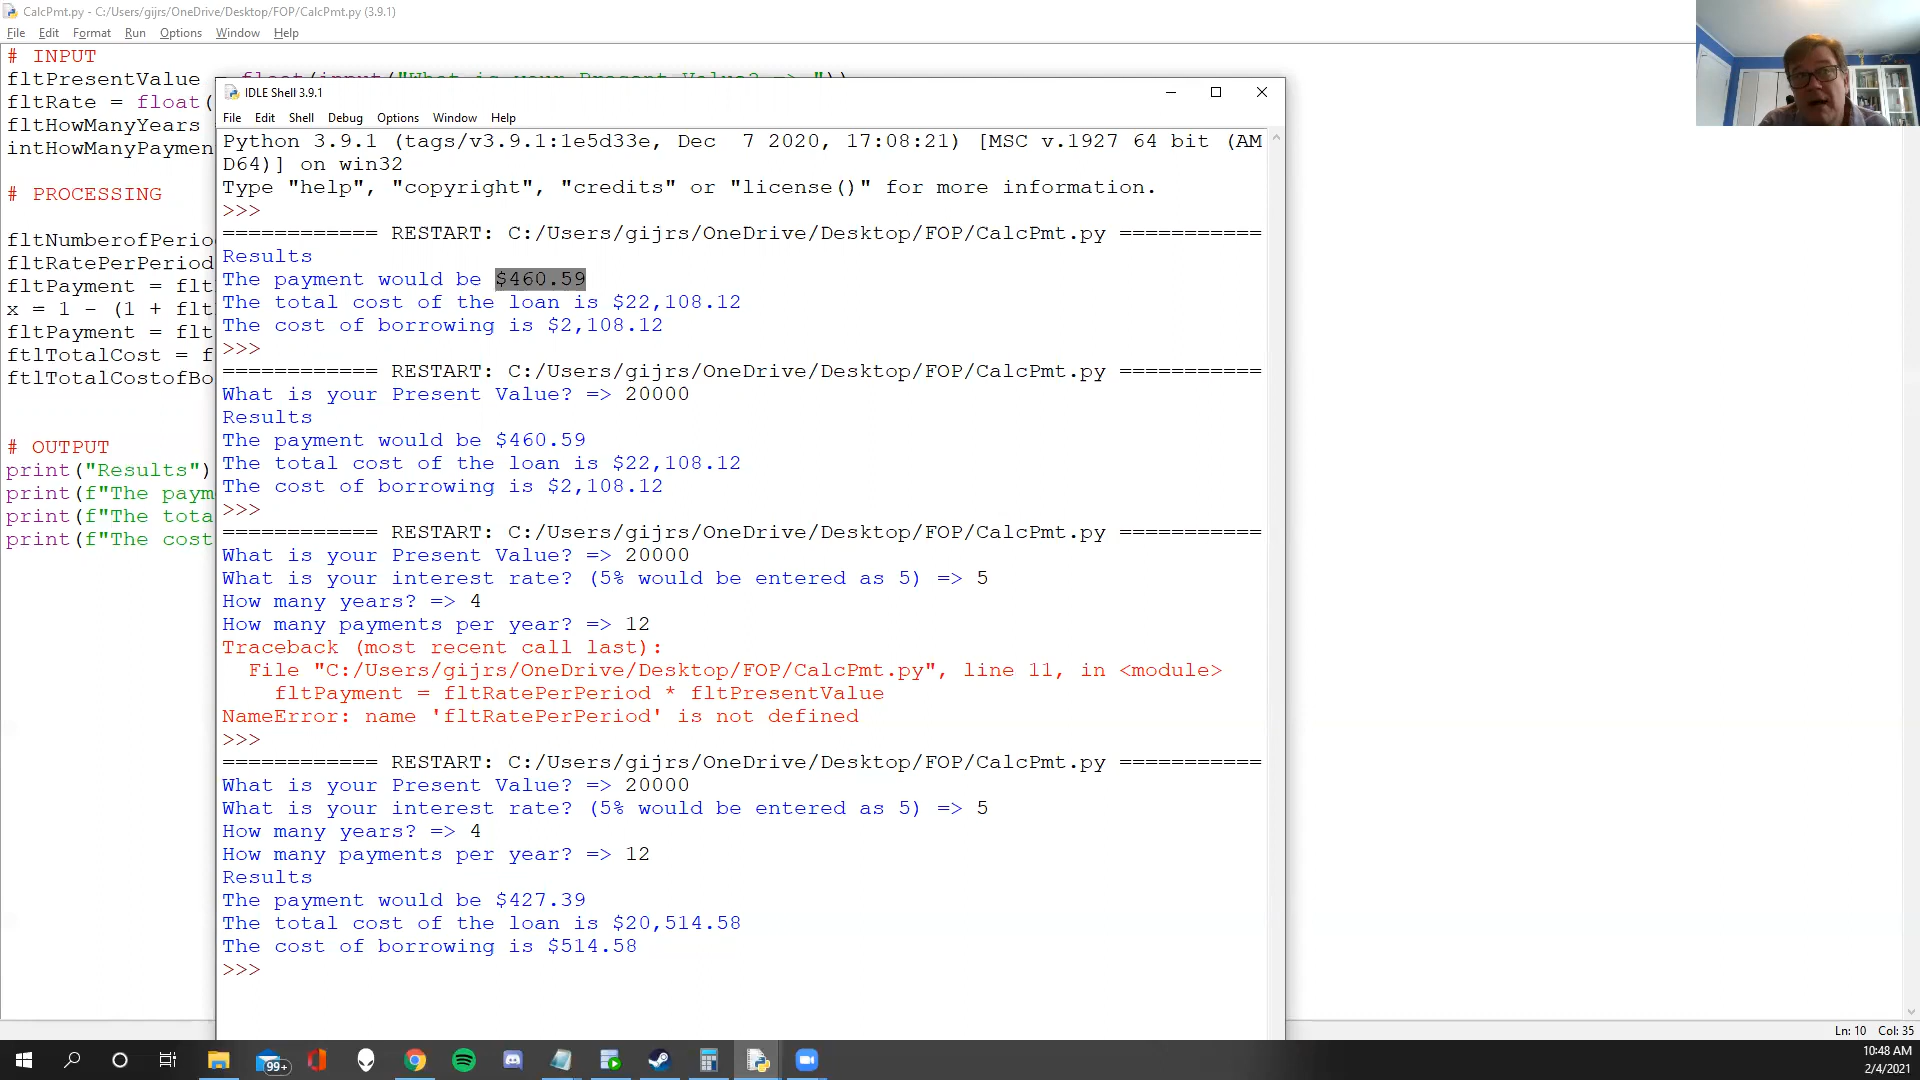 CalcPmt.py - C:/Users/gijrs/OneDrive/Desktop/FOP/CalcPmt.py (3.9.1)
File Edit Format Run Options Window Help
# INPUT
fltPresentValue = float(input("What is your Present Value? => "))
fltRate = float(
fltHowManyYears
intHowManyPaymen
# PROCESSING
fltNumberofPerio
fltRatePerPeriod
fltPayment = flt
x = 1 - (1 + flt
fltPayment = flt
ftlTotalCost = f
ftlTotalCostofBo
# OUTPUT
print("Results")
print(f"The paym
print(f"The tota
print(f"The cost
IDLE Shell 3.9.1
File Edit Shell Debug Options Window Help
Python 3.9.1 (tags/v3.9.1:1e5d33e, Dec  7 2020, 17:08:21) [MSC v.1927 64 bit (AM
D64)] on win32
Type "help", "copyright", "credits" or "license()" for more information.
>>>
============ RESTART: C:/Users/gijrs/OneDrive/Desktop/FOP/CalcPmt.py ===========
Results
The payment would be $460.59
The total cost of the loan is $22,108.12
The cost of borrowing is $2,108.12
>>>
============ RESTART: C:/Users/gijrs/OneDrive/Desktop/FOP/CalcPmt.py ===========
What is your Present Value? => 20000
Results
The payment would be $460.59
The total cost of the loan is $22,108.12
The cost of borrowing is $2,108.12
>>>
============ RESTART: C:/Users/gijrs/OneDrive/Desktop/FOP/CalcPmt.py ===========
What is your Present Value? => 20000
What is your interest rate? (5% would be entered as 5) => 5
How many years? => 4
How many payments per year? => 12
Traceback (most recent call last):
  File "C:/Users/gijrs/OneDrive/Desktop/FOP/CalcPmt.py", line 11, in <module>
    fltPayment = fltRatePerPeriod * fltPresentValue
NameError: name 'fltRatePerPeriod' is not defined
>>>
============ RESTART: C:/Users/gijrs/OneDrive/Desktop/FOP/CalcPmt.py ===========
What is your Present Value? => 20000
What is your interest rate? (5% would be entered as 5) => 5
How many years? => 4
How many payments per year? => 12
Results
The payment would be $427.39
The total cost of the loan is $20,514.58
The cost of borrowing is $514.58
>>>
Ln: 10 Col: 35
99+
10:48 AM
2/4/2021